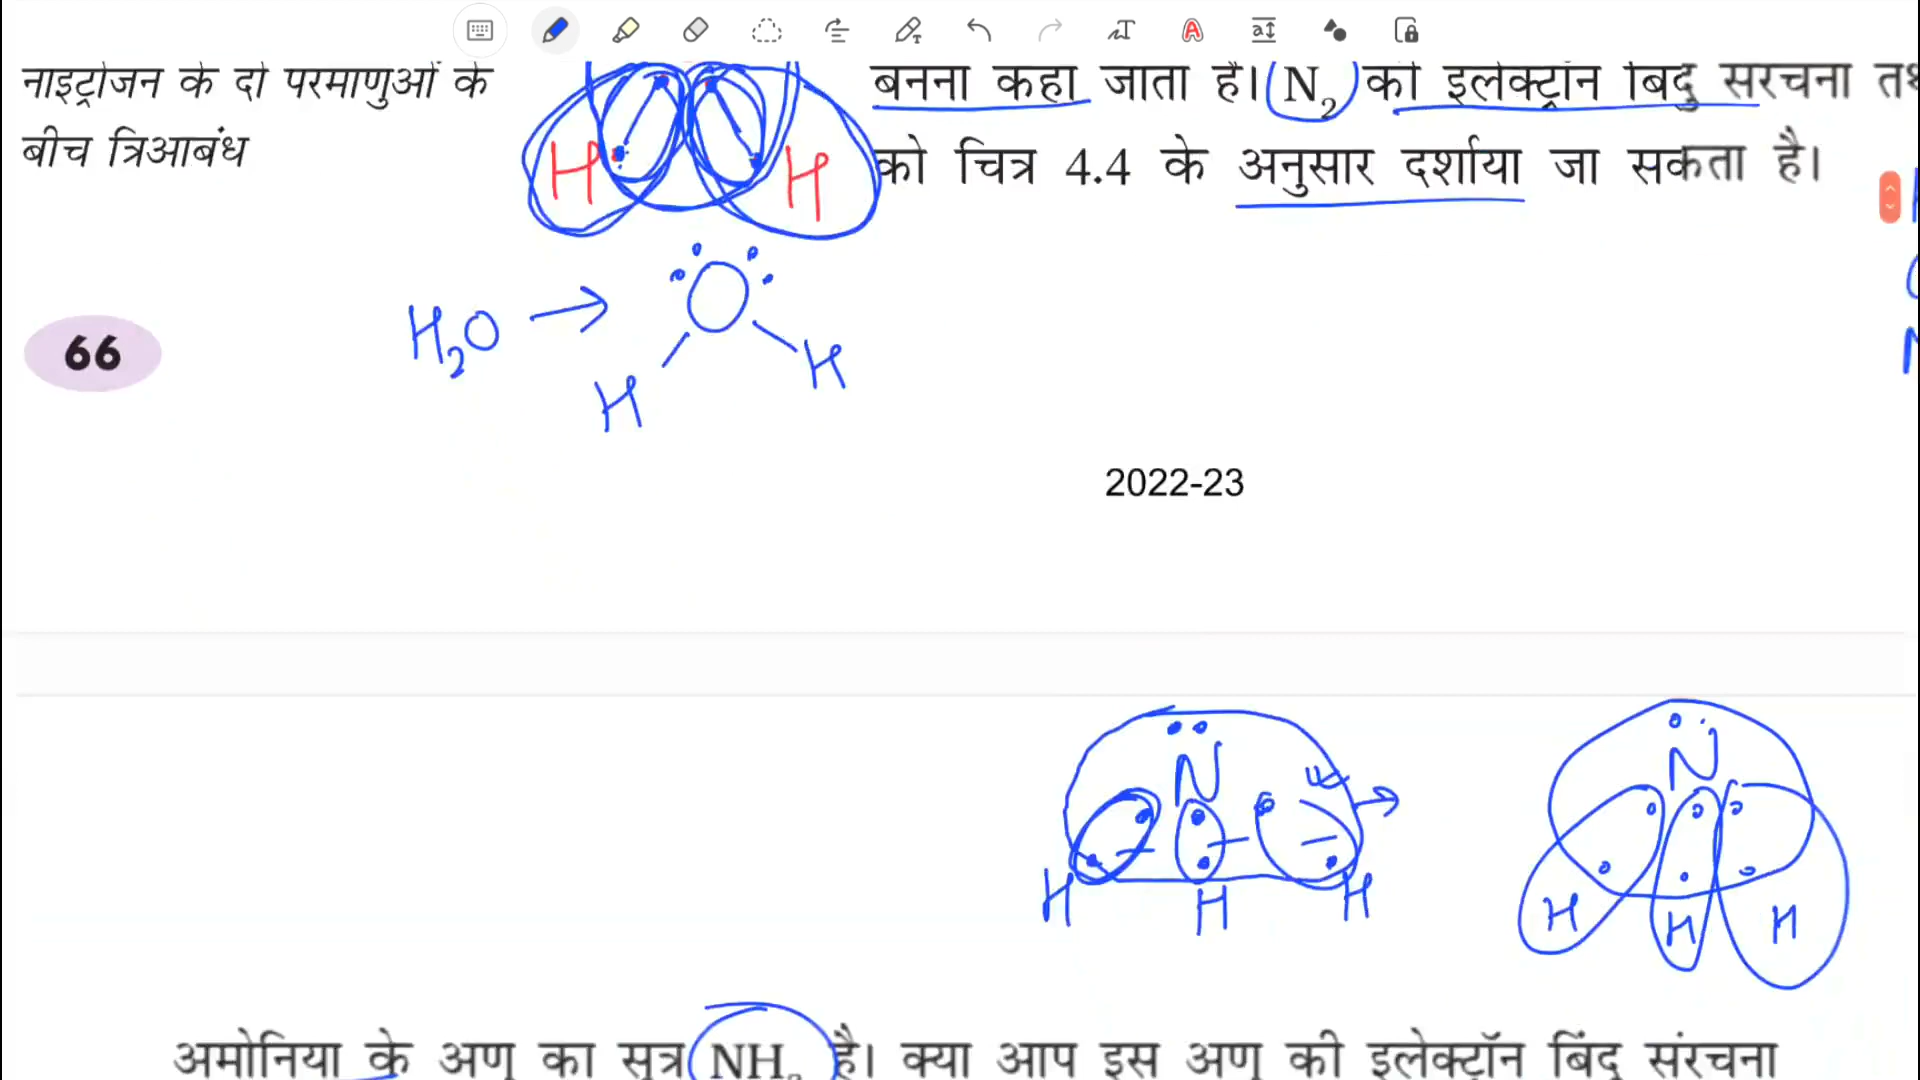 नाइट्रोजन के दो परमाणुओं के
बीच त्रिआबंध
बनना कहा जाता है। N₂ की इलेक्ट्रॉन बिंदु संरचना
को चित्र 4.4 के अनुसार दर्शाया जा सकता है।
H H
H₂O → O
H H
66
2022-23
N
H H H
N
H H H
अमोनिया के अणु का सूत्र NH₃ है। क्या आप इस अणु की इलेक्ट्रॉन बिंदु संरचना